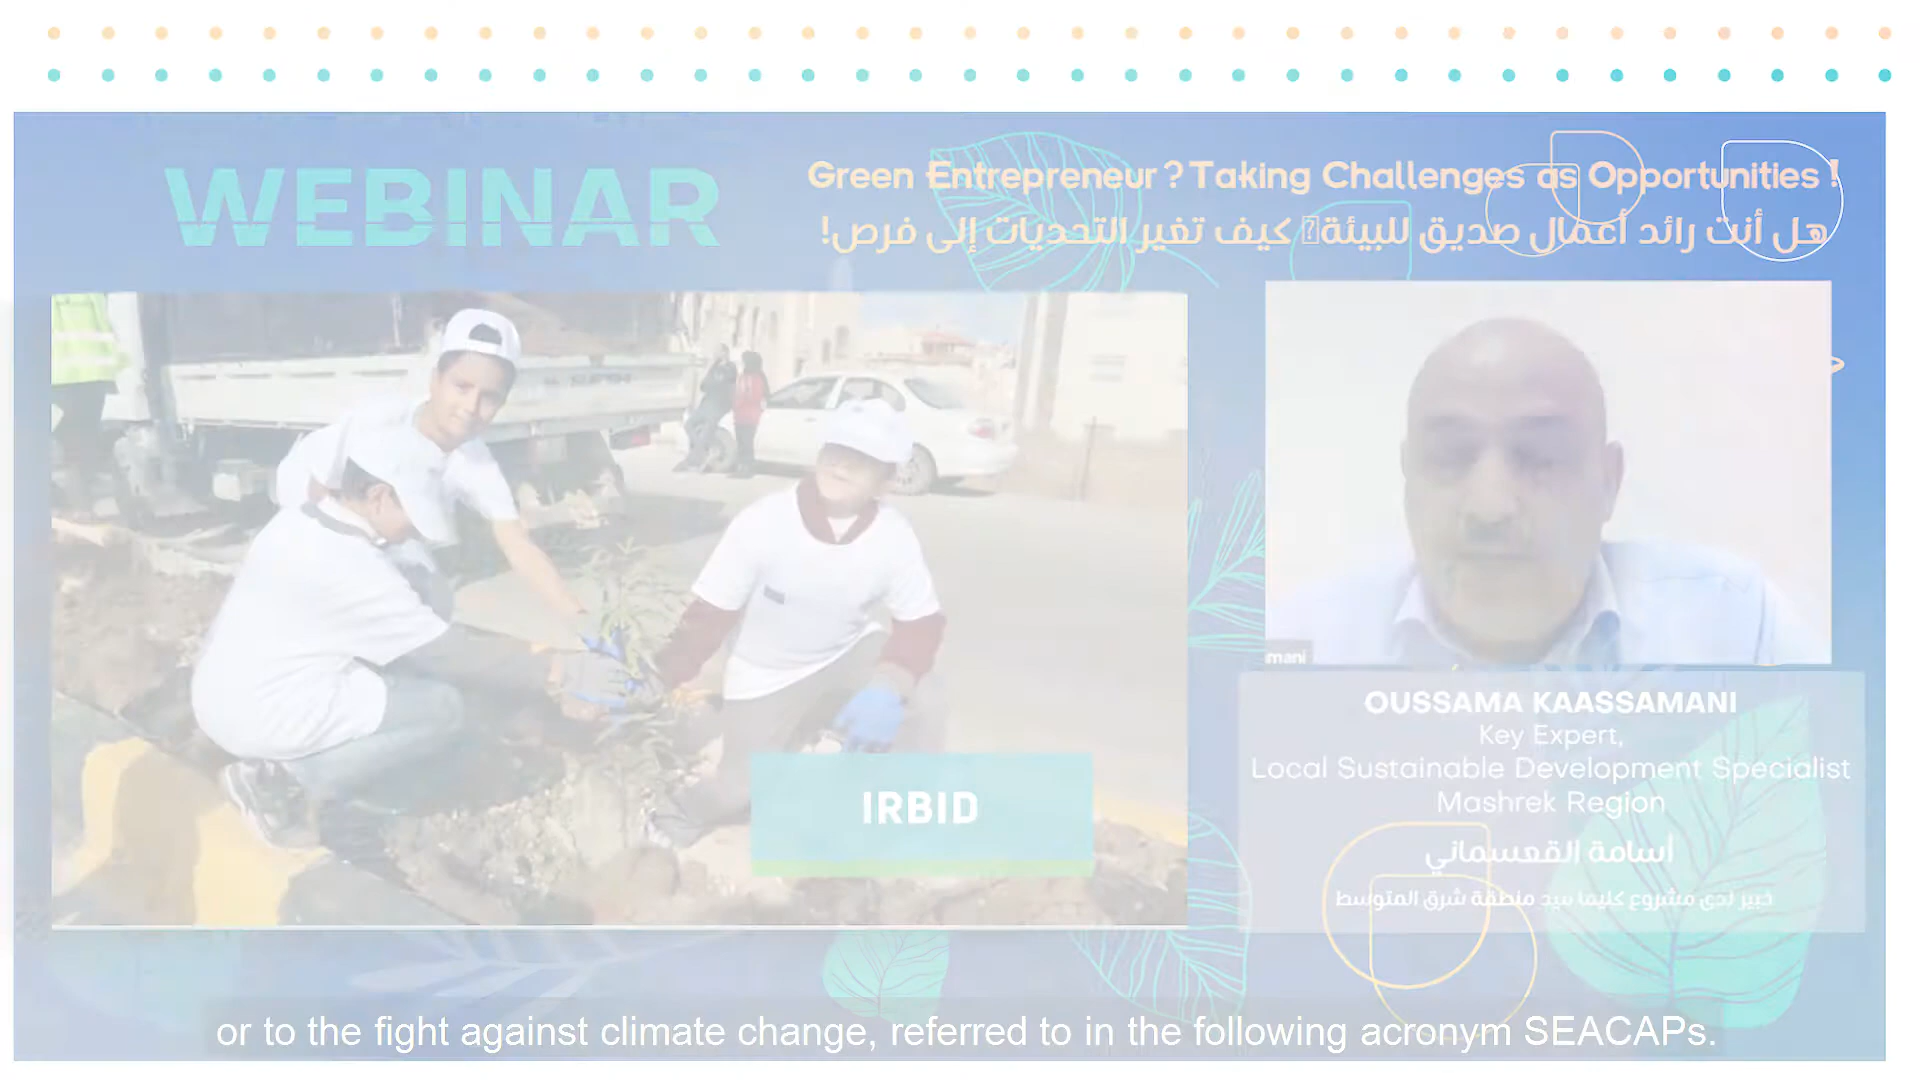 WEBINAR
Green Entrepreneur? Taking Challenges as Opportunities!
هل أنت رائد أعمال صديق للبيئة؟ كيف تغير التحديات إلى فرص!
mani
IRBID
OUSSAMA KAASSAMANI
Key Expert,
Local Sustainable Development Specialist
Mashrek Region
أسامة القعسماني
خبير لدى مشروع كليما ميد منطقة شرق المتوسط
or to the fight against climate change, referred to in the following acronym SEACAPs.